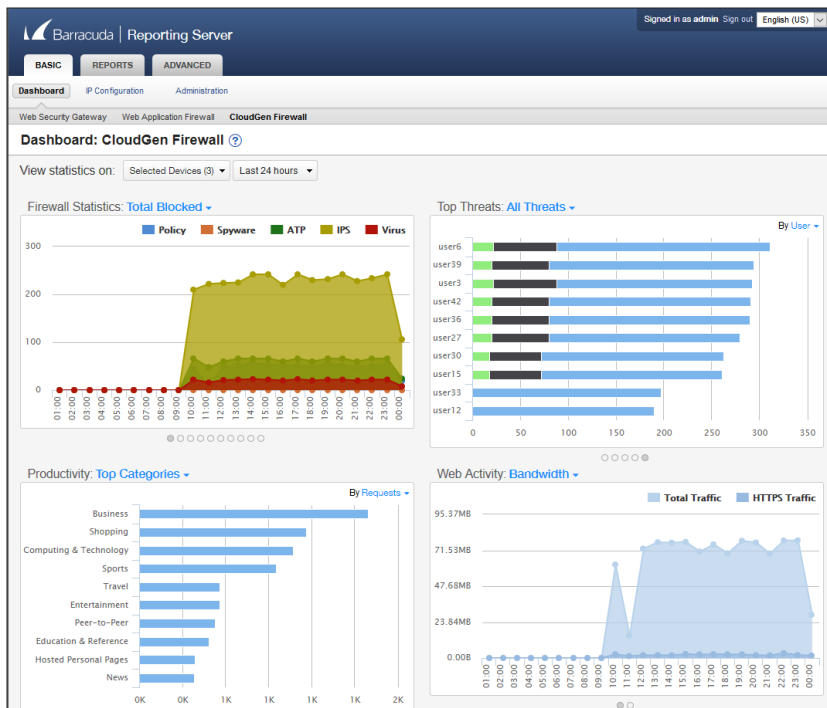 Signed in as admin Sign out English (US)
Barracuda | Reporting Server
BASIC REPORTS ADVANCED
Dashboard IP Configuration Administration
Web Security Gateway Web Application Firewall CloudGen Firewall
Dashboard: CloudGen Firewall ?
View statistics on: Selected Devices (3) Last 24 hours
Firewall Statistics: Total Blocked
Policy Spyware ATP IPS Virus
300
200
100
0
01:00 02:00 03:00 04:00 05:00 06:00 07:00 08:00 09:00 10:00 11:00 12:00 13:00 14:00 15:00 16:00 17:00 18:00 19:00 20:00 21:00 22:00 23:00 00:00
Top Threats: All Threats
By User
user6
user39
user3
user42
user36
user27
user30
user15
user33
user12
0 50 100 150 200 250 300 350
Productivity: Top Categories
By Requests
Business
Shopping
Computing & Technology
Sports
Travel
Entertainment
Peer-to-Peer
Education & Reference
Hosted Personal Pages
News
0K 0K 1K 1K 1K 1K 2K
Web Activity: Bandwidth
Total Traffic HTTPS Traffic
95.37MB
71.53MB
47.68MB
23.84MB
0.00B
01:00 02:00 03:00 04:00 05:00 06:00 07:00 08:00 09:00 10:00 11:00 12:00 13:00 14:00 15:00 16:00 17:00 18:00 19:00 20:00 21:00 22:00 23:00 00:00